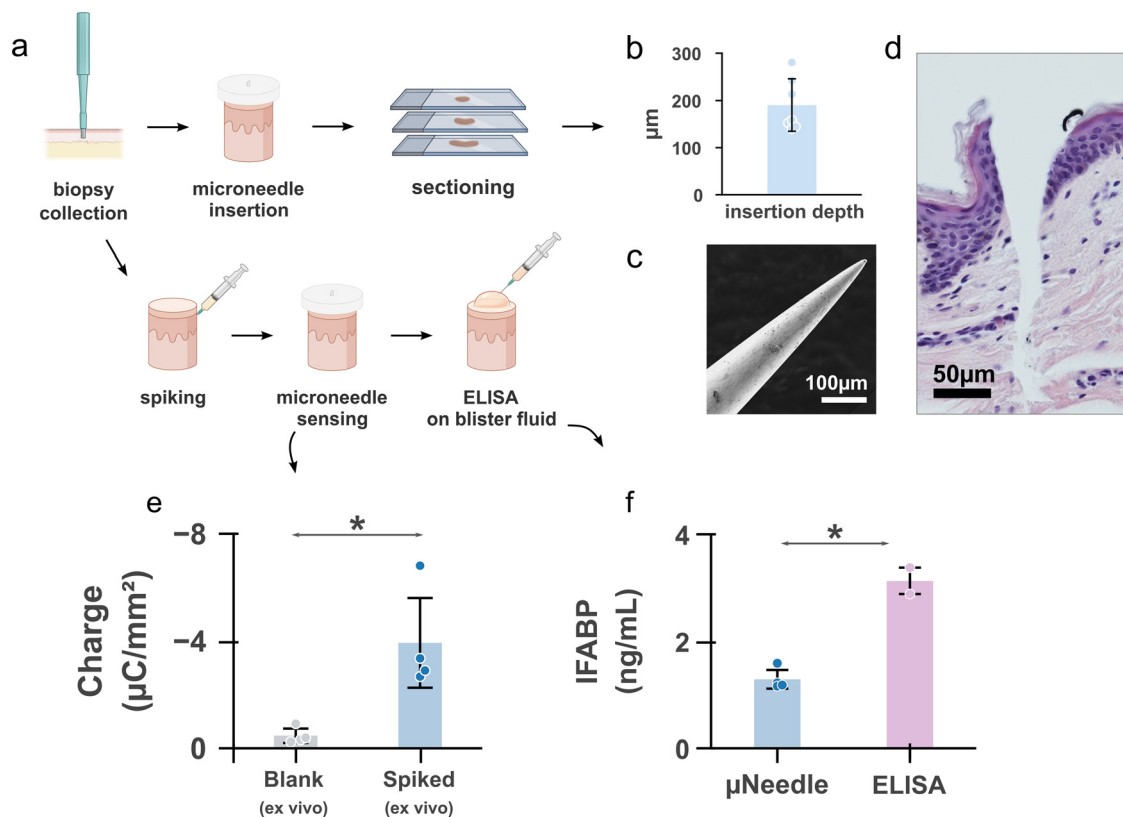 a
biopsy
collection
microneedle
insertion
sectioning
spiking
microneedle
sensing
ELISA
on blister fluid
b
300
200
100
0
µm
insertion depth
c
100µm
d
50µm
e
−8
−4
0
Charge
(µC/mm²)
*
Blank
(ex vivo)
Spiked
(ex vivo)
f
4
2
0
IFABP
(ng/mL)
*
µNeedle
ELISA